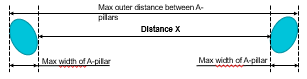 Max outer distance between A-
pillars
Distance X
Max width of A-pillar
Max width of A-pillar